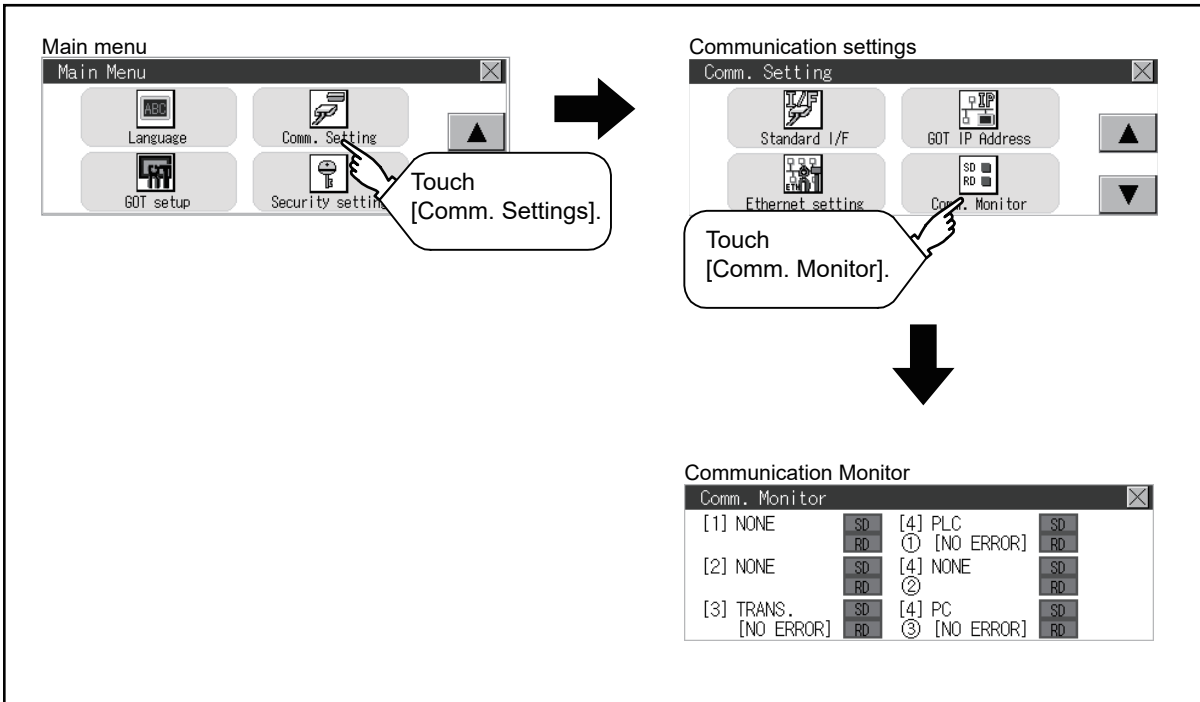 Main menu
Main Menu
ABC
Language
Comm. Setting
GOT setup
Touch
[Comm. Settings].
Communication settings
Comm. Setting
I/F
Standard I/F
IP
GOT IP Address
ETH
Ethernet setting
SD
RD
Comm. Monitor
Security setting
Touch
[Comm. Monitor].
Communication Monitor
Comm. Monitor
[1] NONE SD [4] PLC SD
RD ① [NO ERROR] RD
[2] NONE SD [4] NONE SD
RD ② RD
[3] TRANS. SD [4] PC SD
[NO ERROR] RD ③ [NO ERROR] RD